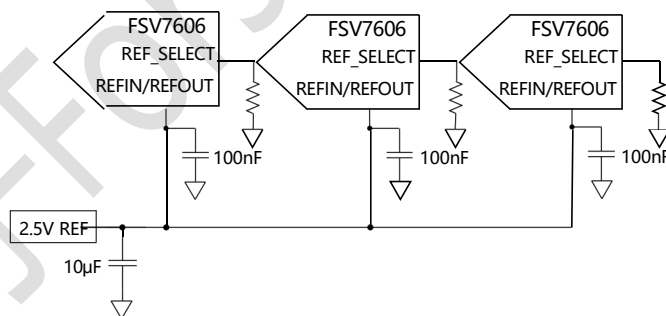 FSV7606
REF_SELECT
REFIN/REFOUT
100nF
FSV7606
REF_SELECT
REFIN/REFOUT
100nF
FSV7606
REF_SELECT
REFIN/REFOUT
100nF
2.5V REF
10µF